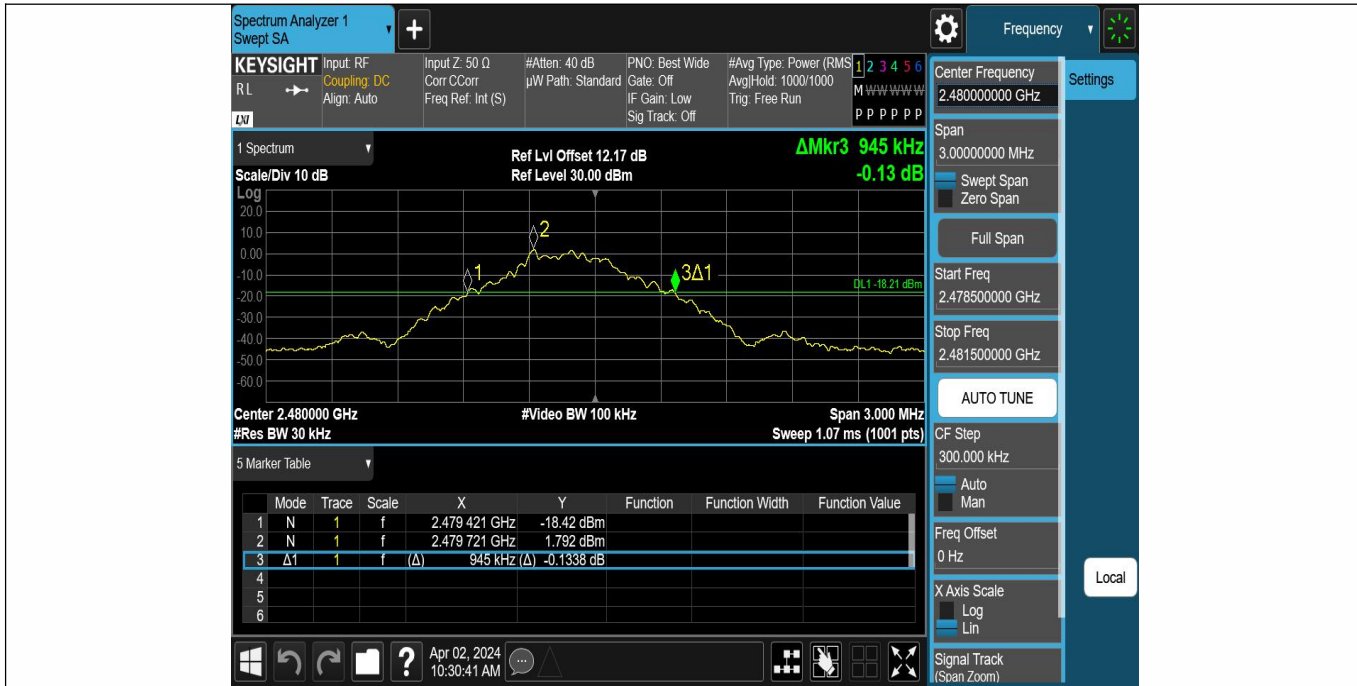 Spectrum Analyzer 1
Swept SA
Frequency
KEYSIGHT
R L
LXI
Input: RF
Coupling: DC
Align: Auto
Input Z: 50 Ω
Corr CCorr
Freq Ref: Int (S)
#Atten: 40 dB
µW Path: Standard
PNO: Best Wide
Gate: Off
IF Gain: Low
Sig Track: Off
#Avg Type: Power (RMS
Avg|Hold: 1000/1000
Trig: Free Run
1 2 3 4 5 6
M W W W W W
P P P P P P
1 Spectrum
Scale/Div 10 dB
Ref Lvl Offset 12.17 dB
Ref Level 30.00 dBm
ΔMkr3 945 kHz
-0.13 dB
Log
20.0
10.0
0.00
-10.0
-20.0
-30.0
-40.0
-50.0
-60.0
1
2
3Δ1
DL1 -18.21 dBm
Center 2.480000 GHz
#Video BW 100 kHz
Span 3.000 MHz
#Res BW 30 kHz
Sweep 1.07 ms (1001 pts)
5 Marker Table
Mode Trace Scale X Y Function Function Width Function Value
1 N 1 f 2.479 421 GHz -18.42 dBm
2 N 1 f 2.479 721 GHz 1.792 dBm
3 Δ1 1 f (Δ) 945 kHz (Δ) -0.1338 dB
4
5
6
?
Apr 02, 2024
10:30:41 AM
Center Frequency
2.480000000 GHz
Span
3.00000000 MHz
Swept Span
Zero Span
Full Span
Start Freq
2.478500000 GHz
Stop Freq
2.481500000 GHz
AUTO TUNE
CF Step
300.000 kHz
Auto
Man
Freq Offset
0 Hz
X Axis Scale
Log
Lin
Signal Track
(Span Zoom)
Settings
Local